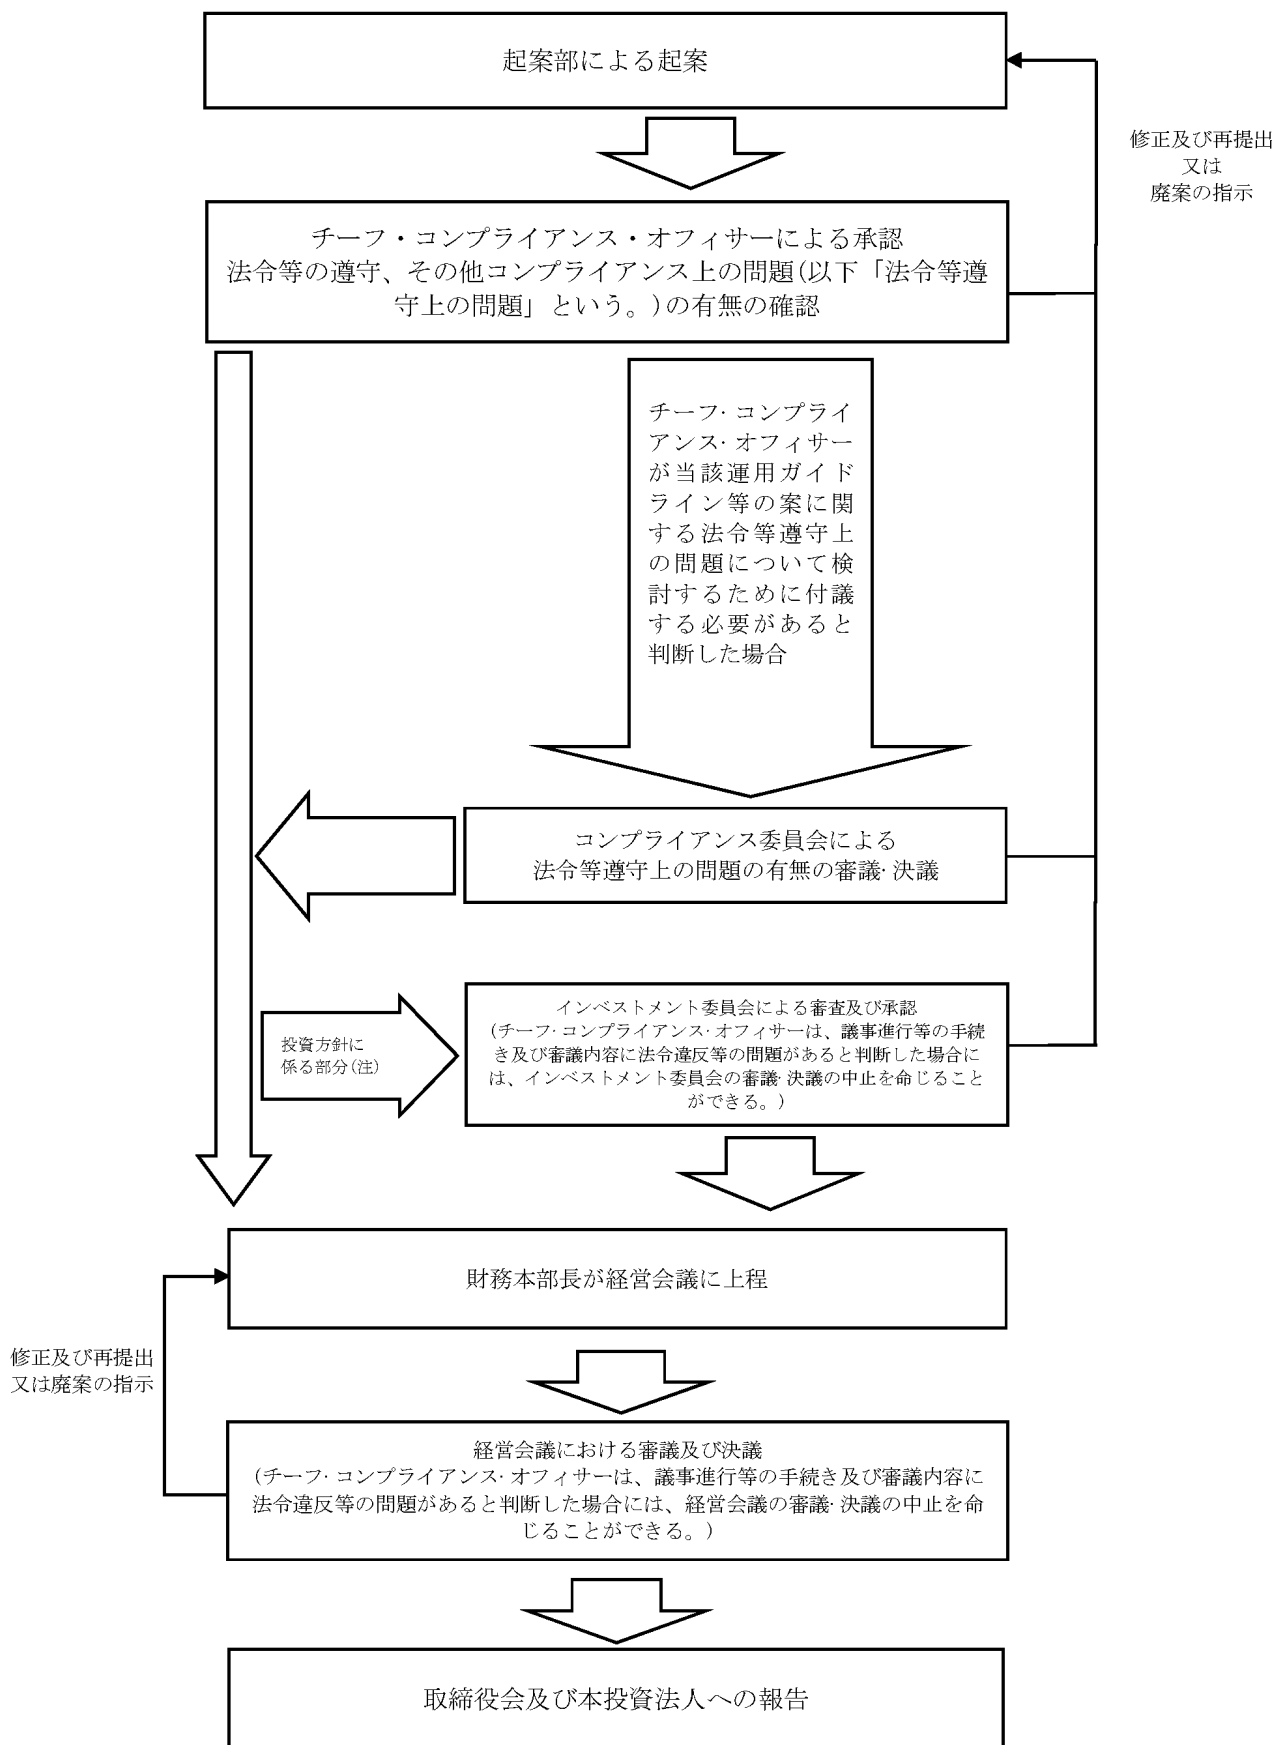 起案部による起案
修正及び再提出
又は
廃案の指示
チーフ・コンプライアンス・オフィサーによる承認
法令等の遵守、その他コンプライアンス上の問題(以下「法令等遵
守上の問題」という。)の有無の確認
チーフ･コンプライ
アンス･オフィサー
が当該運用ガイド
ライン等の案に関
する法令等遵守上
の問題について検
討するために付議
する必要があると
判断した場合
コンプライアンス委員会による
法令等遵守上の問題の有無の審議･決議
インベストメント委員会による審査及び承認
(チーフ･コンプライアンス･オフィサーは、議事進行等の手続
き及び審議内容に法令違反等の問題があると判断した場合に
は、インベストメント委員会の審議･決議の中止を命じること
ができる。)
投資方針に
係る部分(注)
財務本部長が経営会議に上程
修正及び再提出
又は廃案の指示
経営会議における審議及び決議
(チーフ･コンプライアンス･オフィサーは、議事進行等の手続き及び審議内容に
法令違反等の問題があると判断した場合には、経営会議の審議･決議の中止を命
じることができる。)
取締役会及び本投資法人への報告